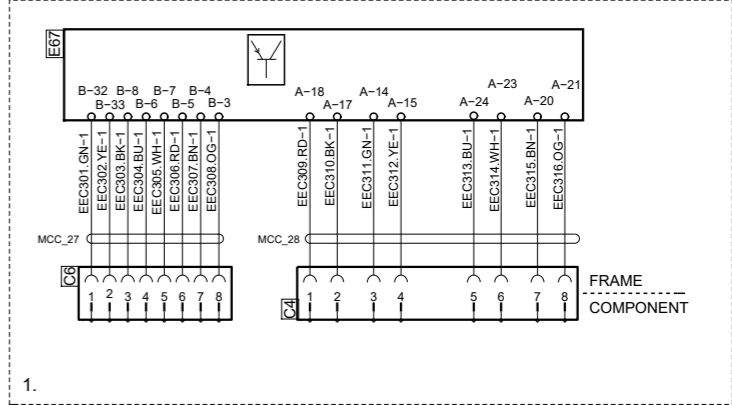 E67
B-32
B-33
B-8
B-6
B-7
B-5
B-4
B-3
A-18
A-17
A-14
A-15
A-24
A-23
A-20
A-21
EEC301.GN-1
EEC302.YE-1
EEC303.BK-1
EEC304.BU-1
EEC305.WH-1
EEC306.RD-1
EEC307.BN-1
EEC308.OG-1
EEC309.RD-1
EEC310.BK-1
EEC311.GN-1
EEC312.YE-1
EEC313.BU-1
EEC314.WH-1
EEC315.BN-1
EEC316.OG-1
MCC_27
MCC_28
C6
1 2 3 4 5 6 7 8
C4
1 2 3 4 5 6 7 8
FRAME
COMPONENT
1.